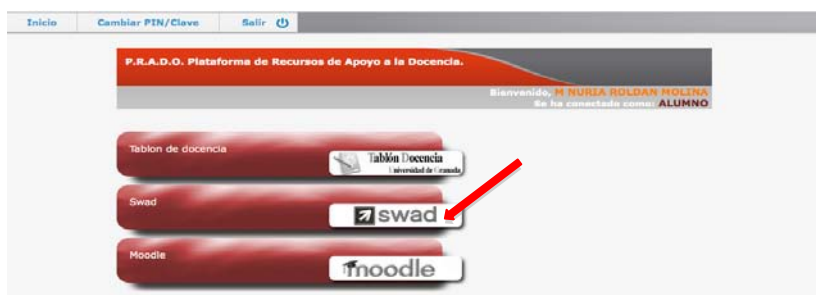 Inicio Cambiar PIN/Clave Salir
P.R.A.D.O. Plataforma de Recursos de Apoyo a la Docencia.
Bienvenido, M NURIA ROLDAN MOLINA
Se ha conectado como: ALUMNO
Tablon de docencia
Tablón Docencia
Universidad de Granada
Swad
swad
Moodle
moodle